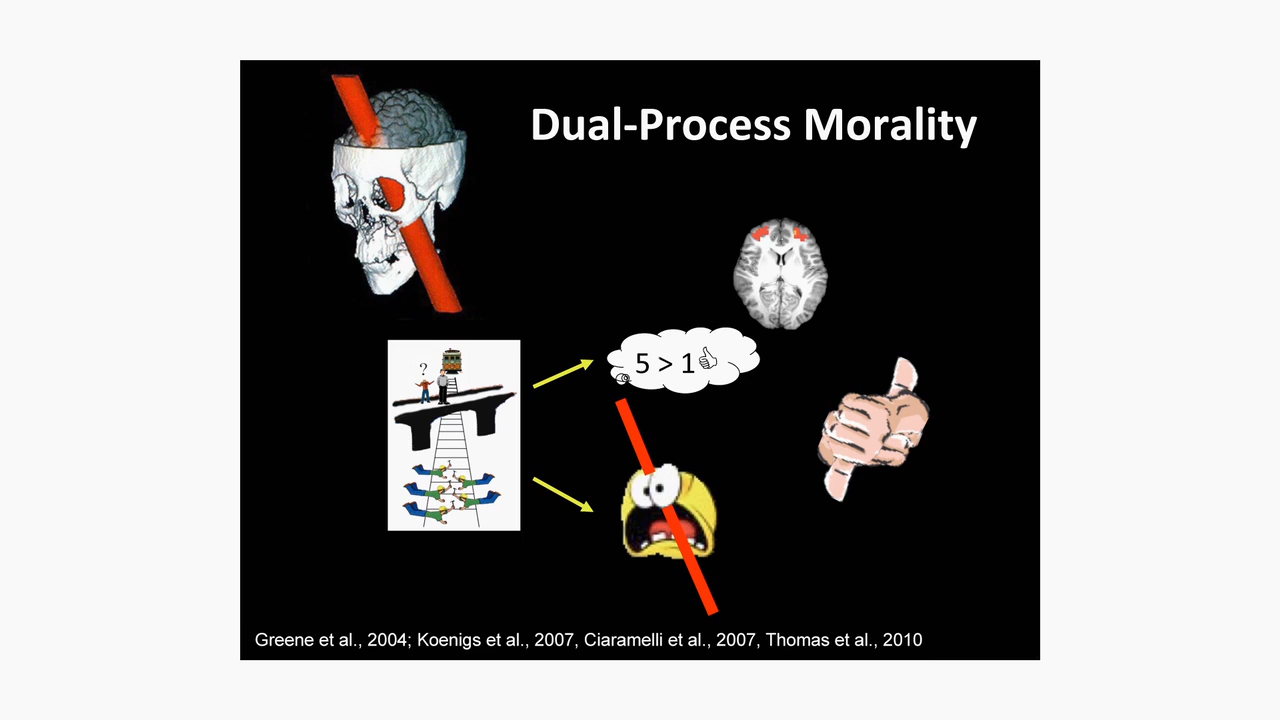 Dual-Process Morality
?
5 > 1
Greene et al., 2004; Koenigs et al., 2007, Ciaramelli et al., 2007, Thomas et al., 2010